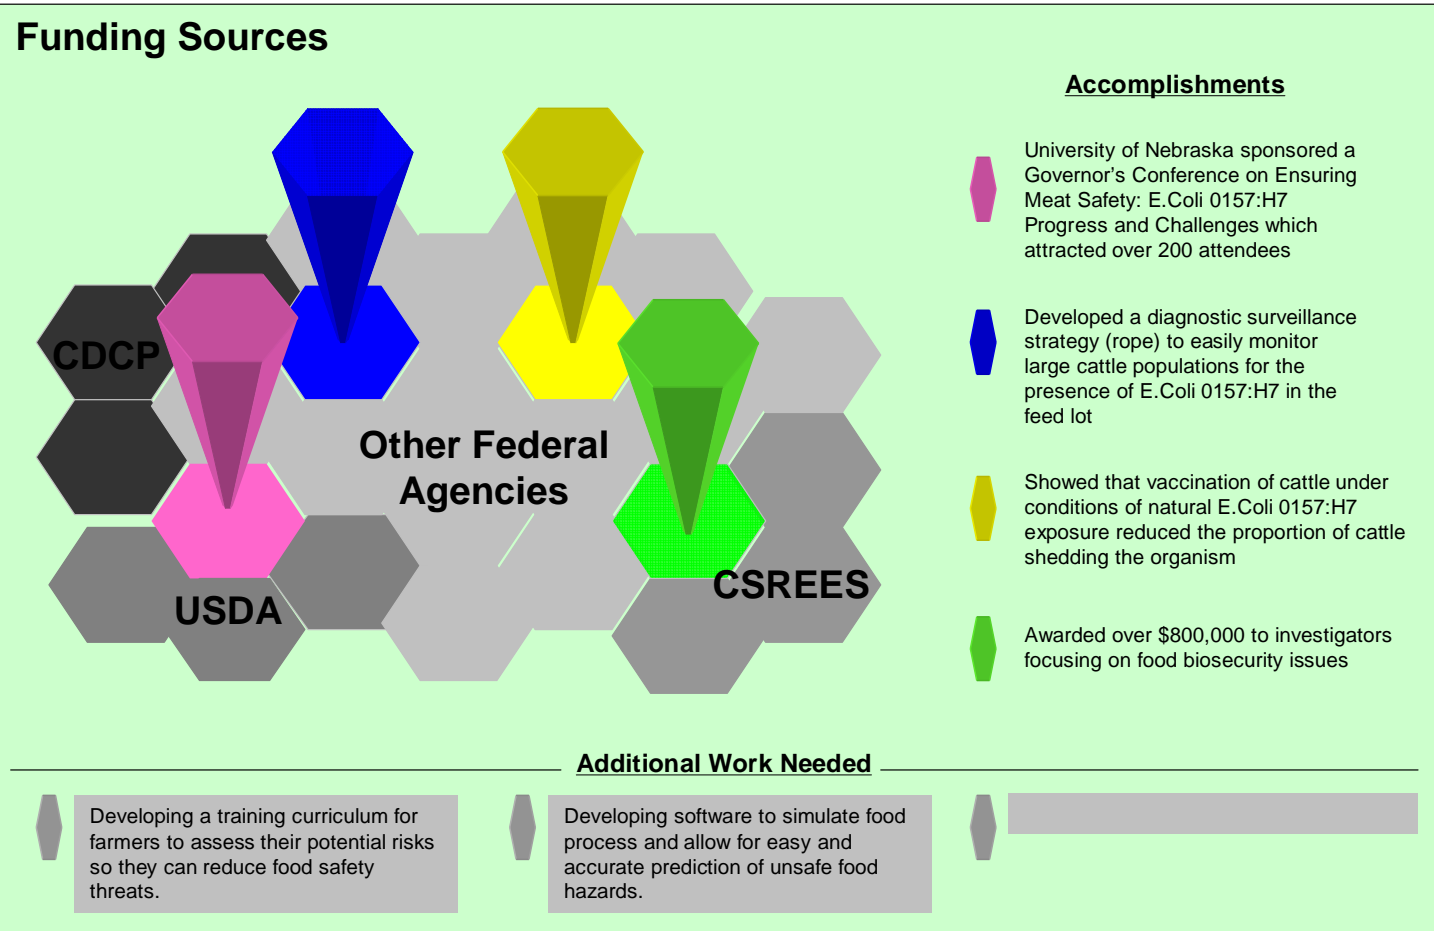 Funding Sources
Accomplishments
University of Nebraska sponsored a
Governor's Conference on Ensuring
Meat Safety: E.Coli 0157:H7
Progress and Challenges which
attracted over 200 attendees
Developed a diagnostic surveillance
strategy (rope) to easily monitor
large cattle populations for the
presence of E.Coli 0157:H7 in the
feed lot
Showed that vaccination of cattle under
conditions of natural E.Coli 0157:H7
exposure reduced the proportion of cattle
shedding the organism
Awarded over $800,000 to investigators
focusing on food biosecurity issues
CDCP
Other Federal
Agencies
USDA
CSREES
Additional Work Needed
Developing a training curriculum for
farmers to assess their potential risks
so they can reduce food safety
threats.
Developing software to simulate food
process and allow for easy and
accurate prediction of unsafe food
hazards.